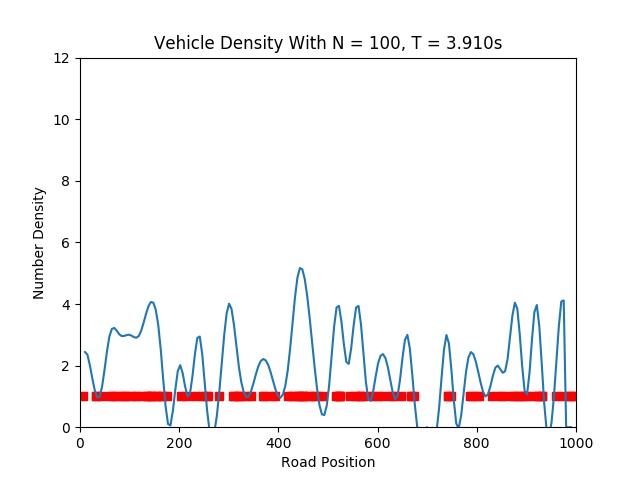 Vehicle Density With N = 100, T = 3.910s
12
10
8
6
4
2
0
Number Density
0 200 400 600 800 1000
Road Position